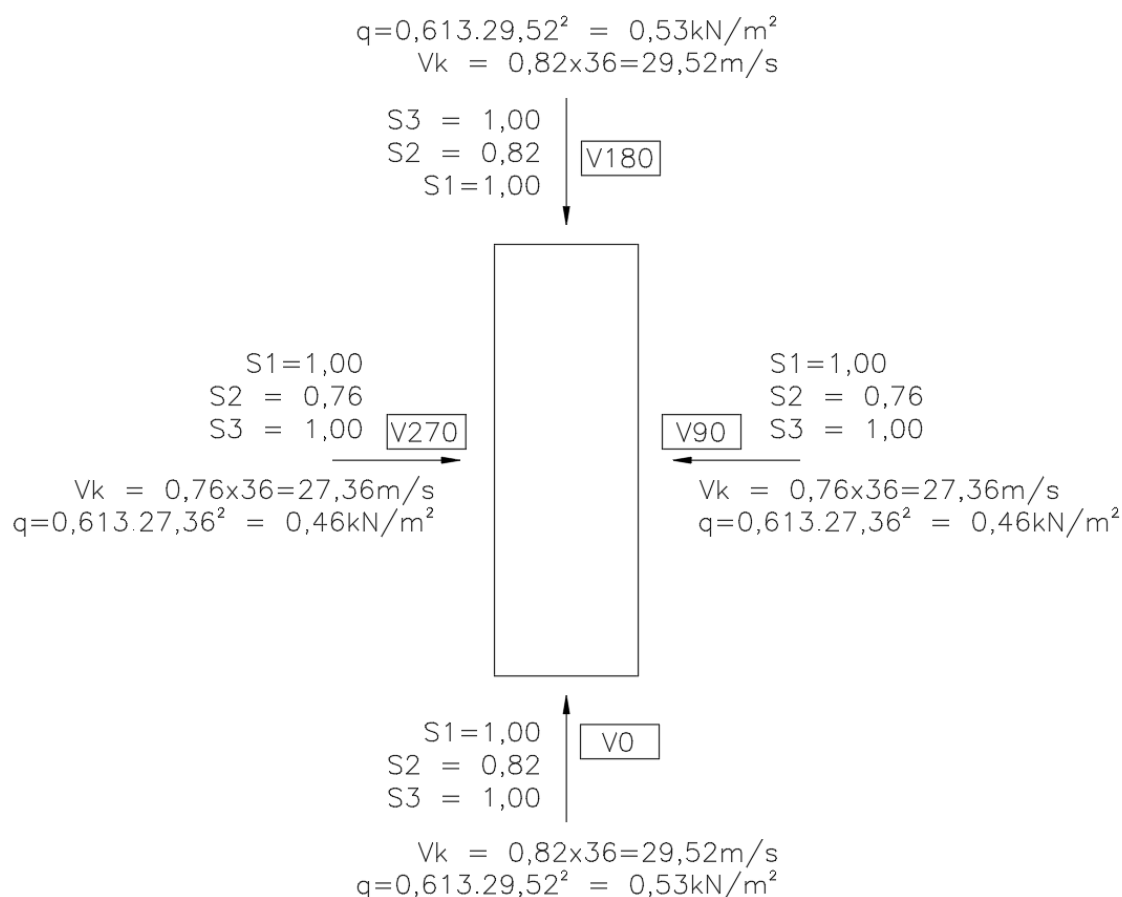 q=0,613.29,52² = 0,53kN/m²
Vk = 0,82x36=29,52m/s
S3 = 1,00
S2 = 0,82
S1=1,00
V180
S1=1,00
S2 = 0,76
S3 = 1,00
V270
Vk = 0,76x36=27,36m/s
q=0,613.27,36² = 0,46kN/m²
S1=1,00
S2 = 0,76
S3 = 1,00
V90
Vk = 0,76x36=27,36m/s
q=0,613.27,36² = 0,46kN/m²
S1=1,00
S2 = 0,82
S3 = 1,00
V0
Vk = 0,82x36=29,52m/s
q=0,613.29,52² = 0,53kN/m²